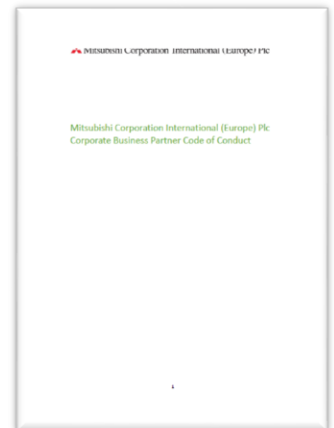 Mitsubishi Corporation International (Europe) Plc
Mitsubishi Corporation International (Europe) Plc
Corporate Business Partner Code of Conduct
1